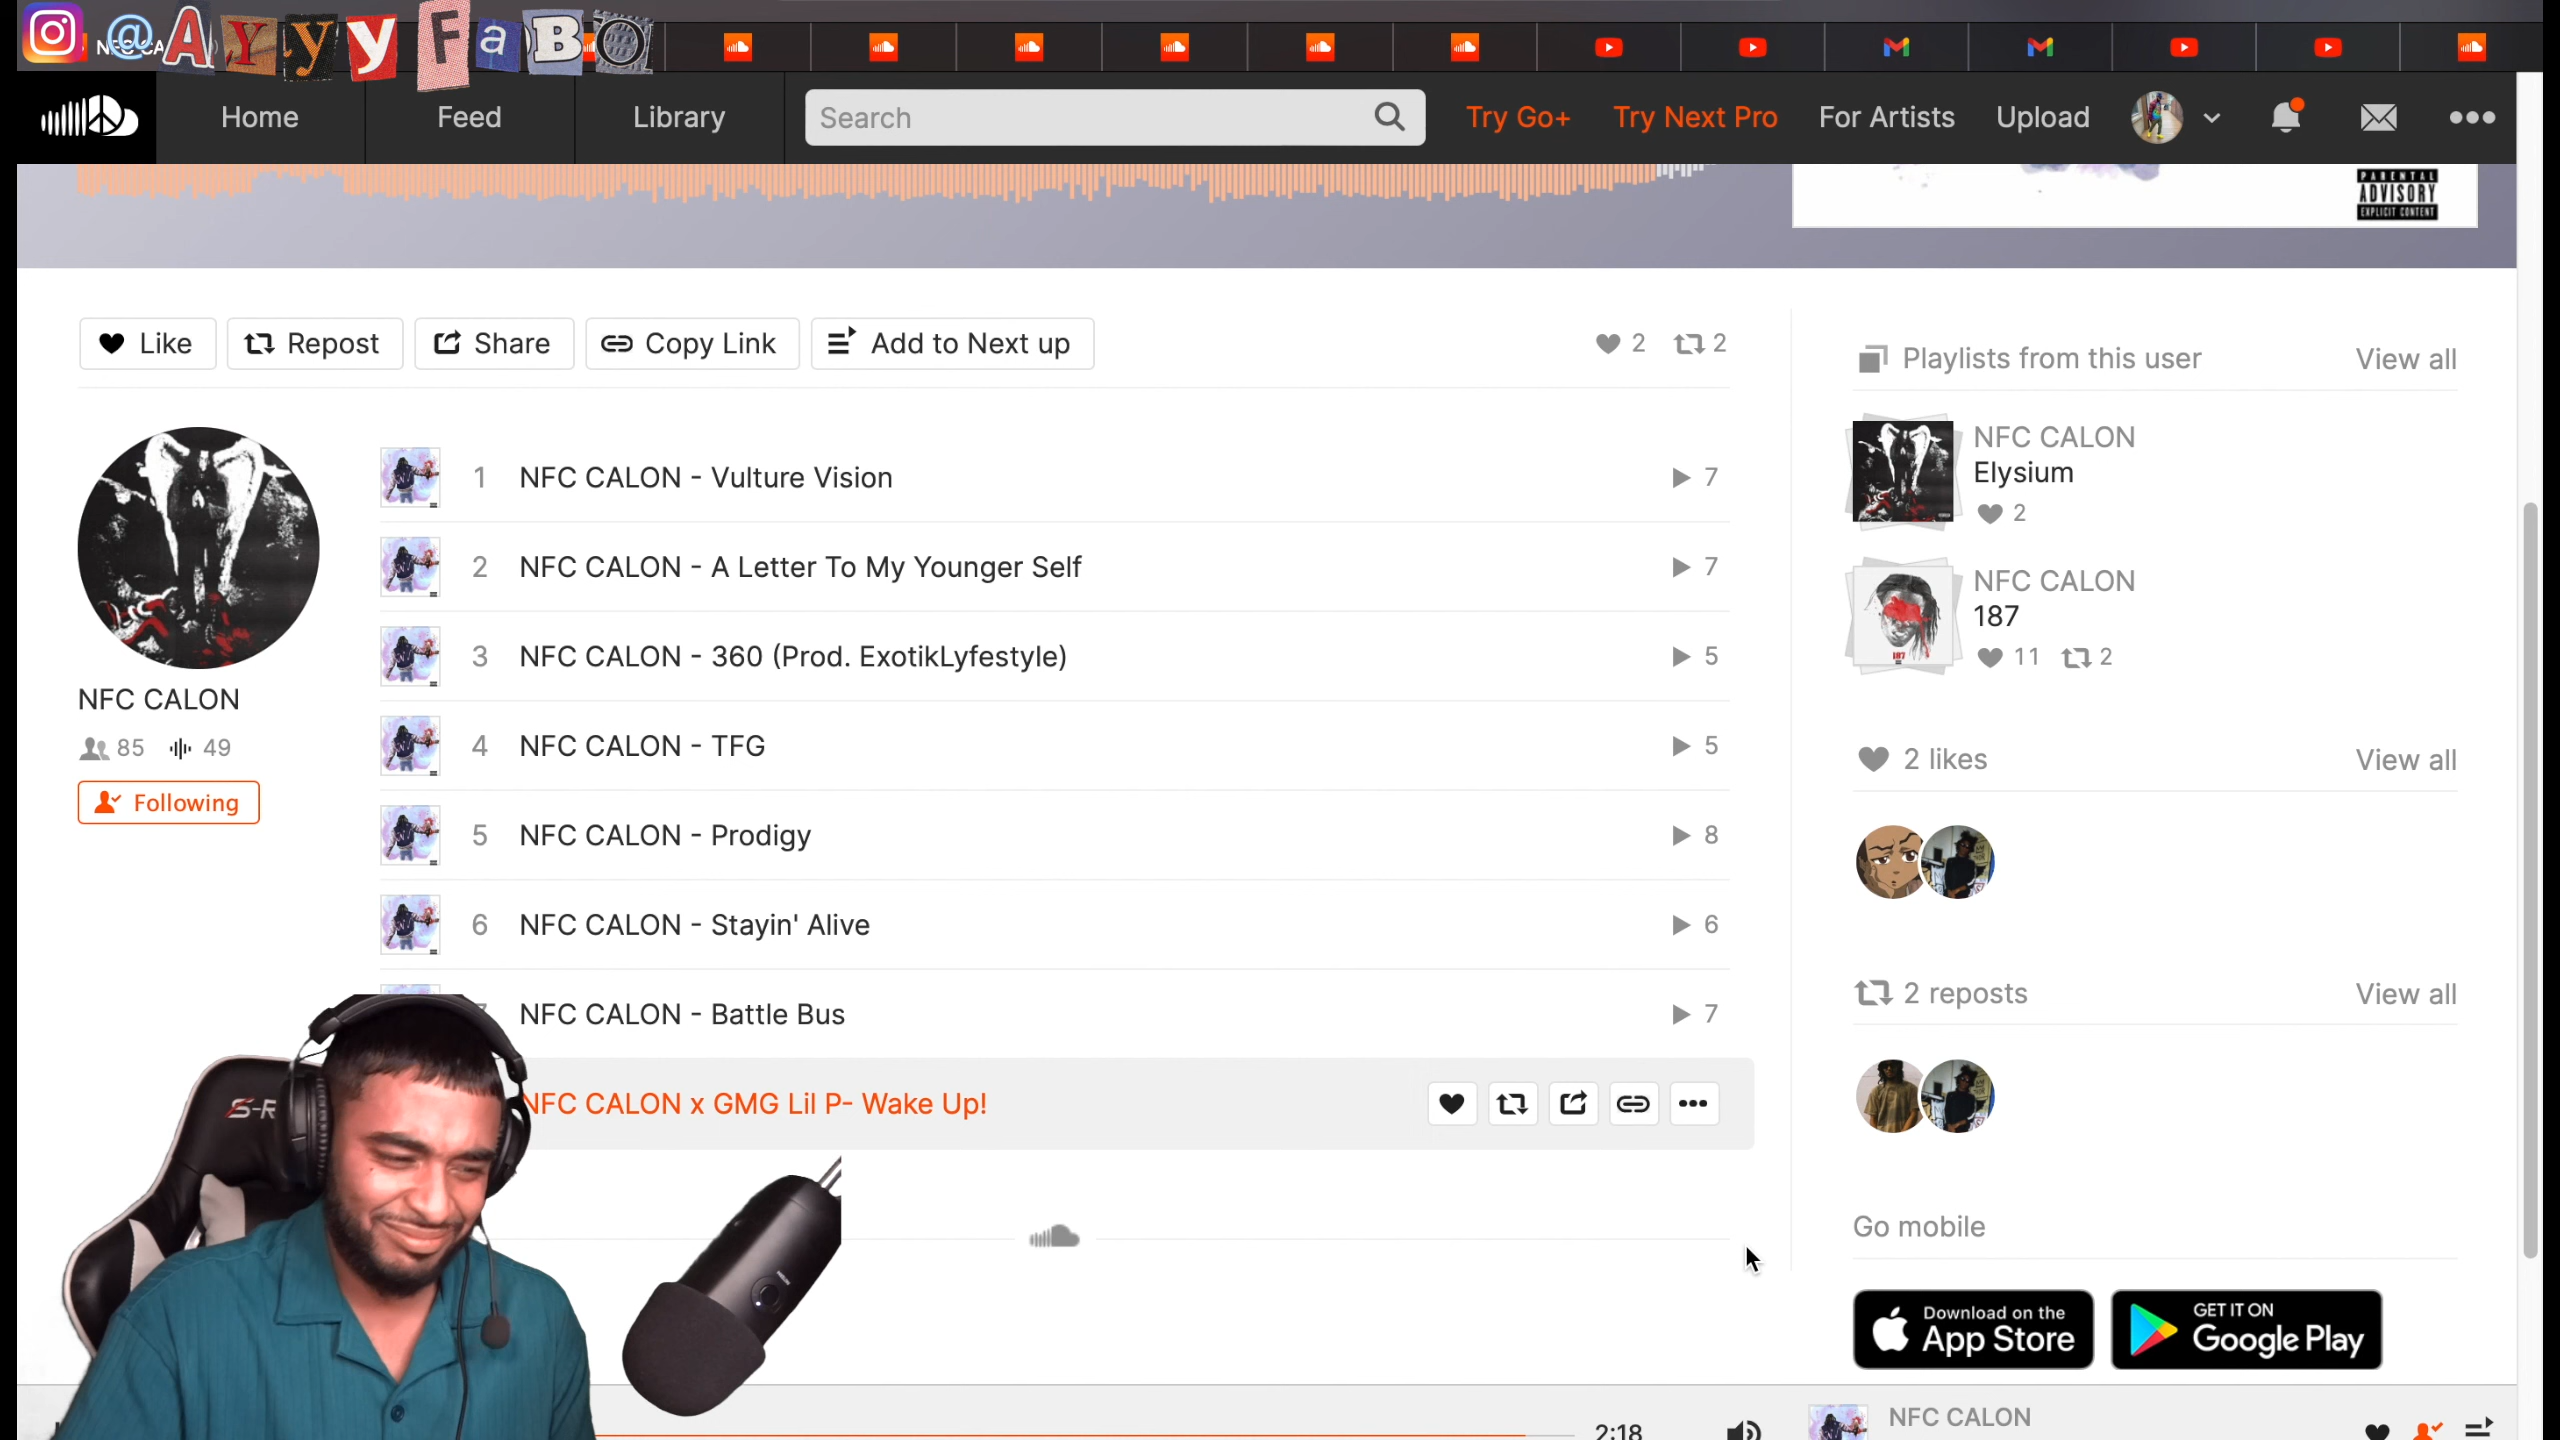 @AYyyFaBO
Home
Feed
Library
Search
Try Go+
Try Next Pro
For Artists
Upload
PARENTAL
ADVISORY
EXPLICIT CONTENT
Like
Repost
Share
Copy Link
Add to Next up
2
2
NFC CALON
85
49
Following
1 NFC CALON - Vulture Vision 7
2 NFC CALON - A Letter To My Younger Self 7
3 NFC CALON - 360 (Prod. ExotikLyfestyle) 5
4 NFC CALON - TFG 5
5 NFC CALON - Prodigy 8
6 NFC CALON - Stayin' Alive 6
NFC CALON - Battle Bus 7
NFC CALON x GMG Lil P- Wake Up!
S-R
2:18
NFC CALON
Playlists from this user
View all
NFC CALON
Elysium
2
NFC CALON
187
11
2
187
2 likes
View all
2 reposts
View all
Go mobile
Download on the
App Store
GET IT ON
Google Play